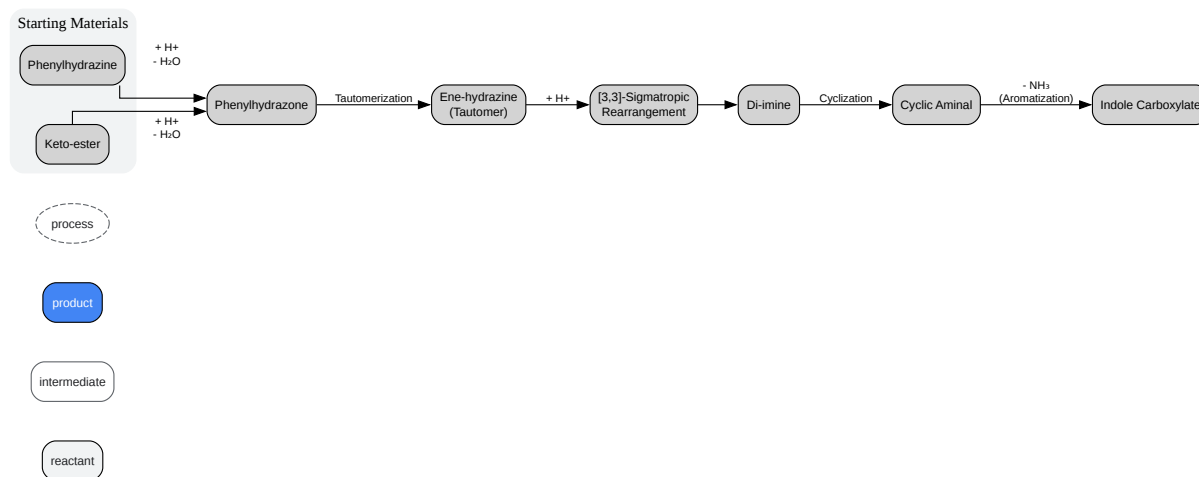 Starting Materials
Phenylhydrazine
Keto-ester
+ H+
- H₂O
+ H+
- H₂O
Phenylhydrazone
Tautomerization
Ene-hydrazine
(Tautomer)
+ H+
[3,3]-Sigmatropic
Rearrangement
Di-imine
Cyclization
Cyclic Aminal
- NH₃
(Aromatization)
Indole Carboxylate
process
product
intermediate
reactant